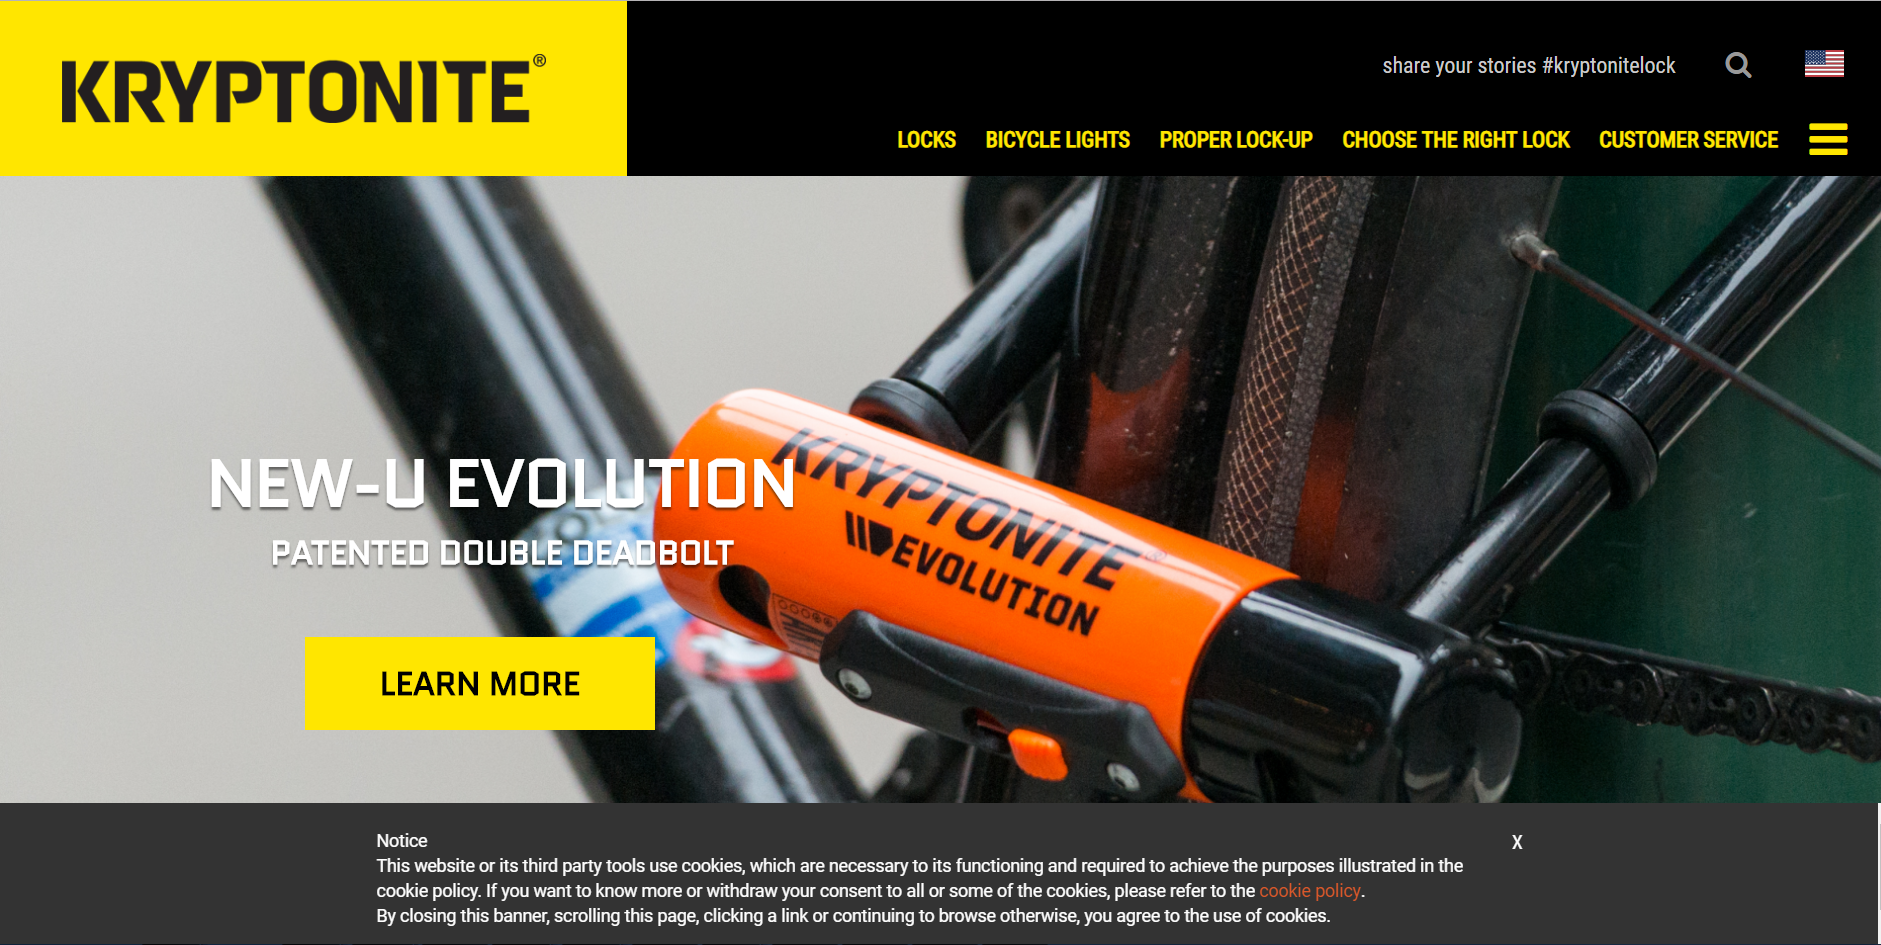 KRYPTONITE®
share your stories #kryptonitelock
LOCKS BICYCLE LIGHTS PROPER LOCK-UP CHOOSE THE RIGHT LOCK CUSTOMER SERVICE
NEW-U EVOLUTION
PATENTED DOUBLE DEADBOLT
LEARN MORE
KRYPTONITE
EVOLUTION
Notice
X
This website or its third party tools use cookies, which are necessary to its functioning and required to achieve the purposes illustrated in the
cookie policy. If you want to know more or withdraw your consent to all or some of the cookies, please refer to the cookie policy.
By closing this banner, scrolling this page, clicking a link or continuing to browse otherwise, you agree to the use of cookies.